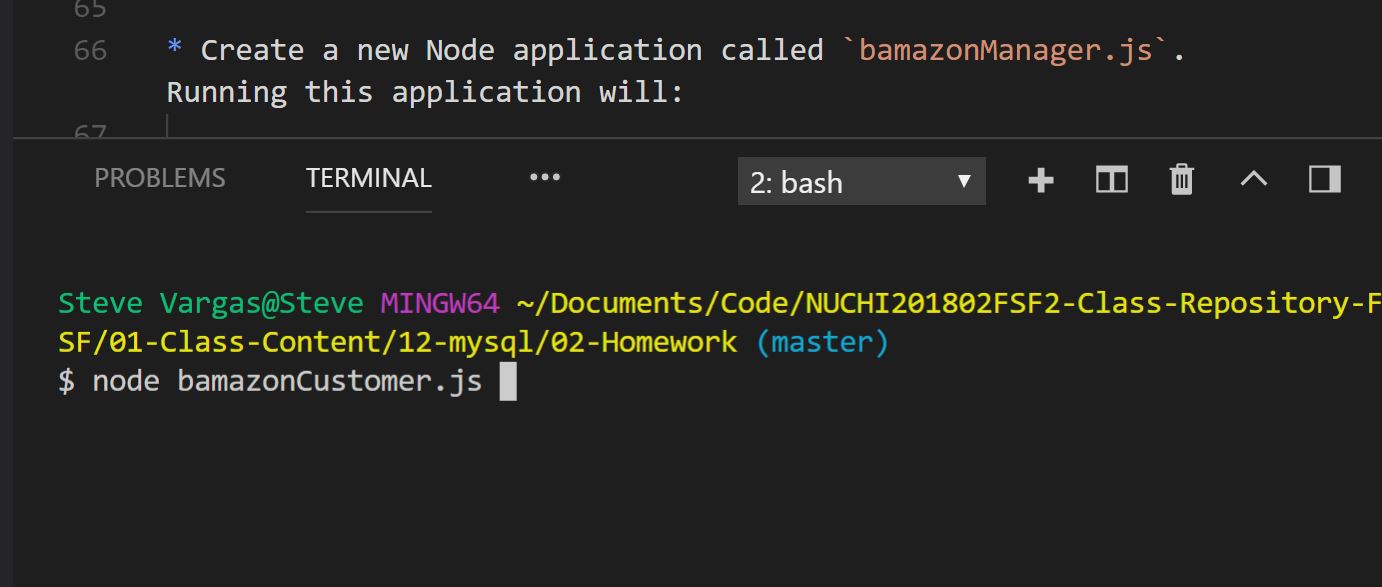 65
66 * Create a new Node application called `bamazonManager.js`.
Running this application will:
67
PROBLEMS TERMINAL ••• 2: bash
Steve Vargas@Steve MINGW64 ~/Documents/Code/NUCHI201802FSF2-Class-Repository-F
SF/01-Class-Content/12-mysql/02-Homework (master)
$ node bamazonCustomer.js